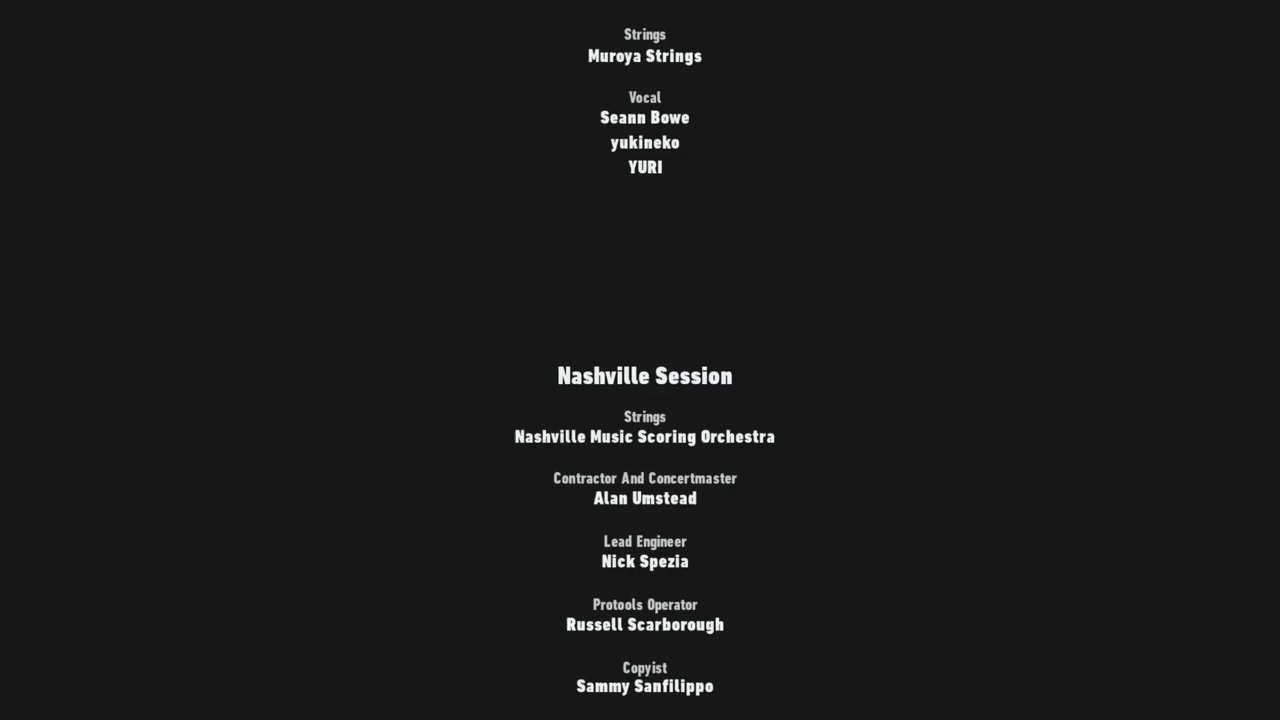 Strings
Muroya Strings
Vocal
Seann Bowe
yukineko
YURI
Nashville Session
Strings
Nashville Music Scoring Orchestra
Contractor And Concertmaster
Alan Umstead
Lead Engineer
Nick Spezia
Protools Operator
Russell Scarborough
Copyist
Sammy Sanfilippo